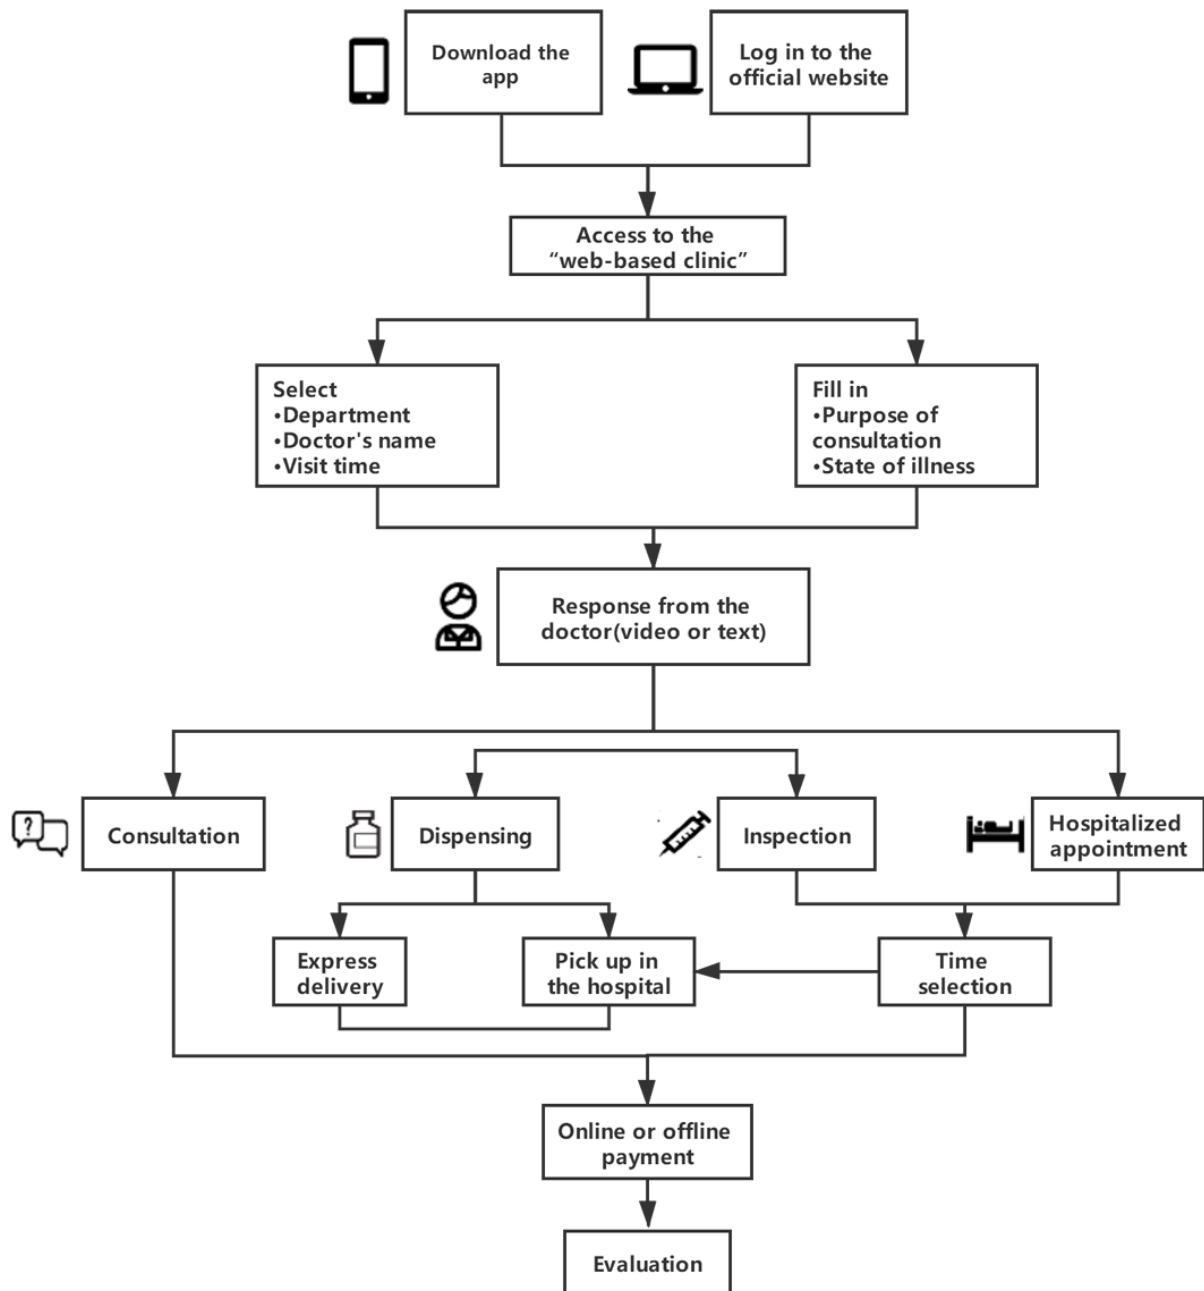 Download the
app
Log in to the
official website
Access to the
“web-based clinic”
Select
•Department
•Doctor's name
•Visit time
Fill in
•Purpose of
consultation
•State of illness
Response from the
doctor(video or text)
?
Consultation
Dispensing
Inspection
Hospitalized
appointment
Express
delivery
Pick up in
the hospital
Time
selection
Online or offline
payment
Evaluation